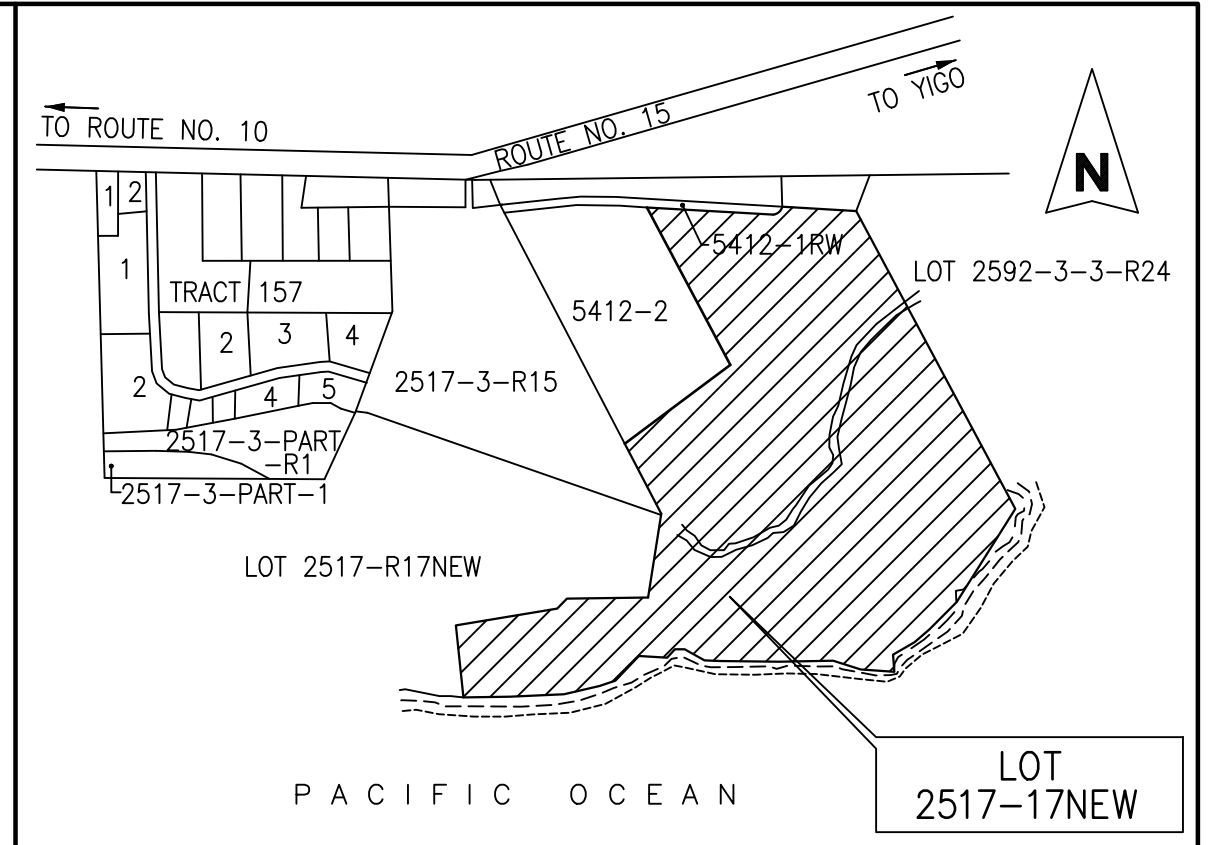 TO YIGO
ROUTE NO. 15
TO ROUTE NO. 10
N
1
2
5412-1RW
1
LOT 2592-3-3-R24
TRACT 157
5412-2
2
3
4
2
4
5
2517-3-R15
2517-3-PART
-R1
2517-3-PART-1
LOT 2517-R17NEW
LOT
2517-17NEW
PACIFIC OCEAN